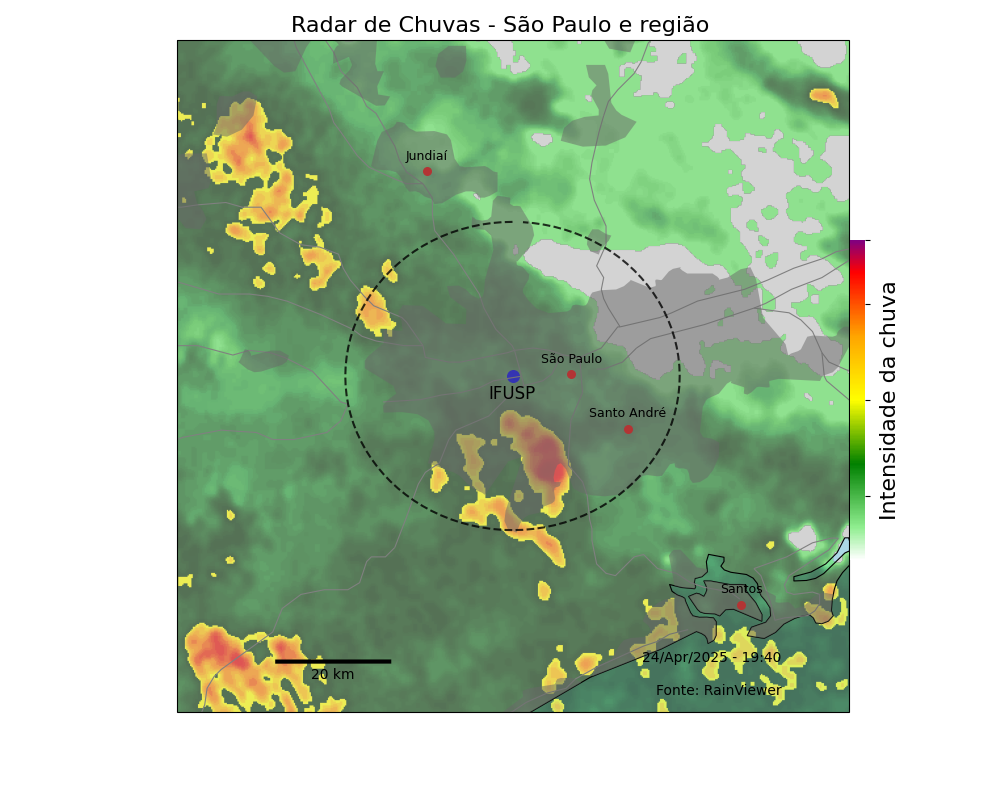 Radar de Chuvas - São Paulo e região
Jundiaí
São Paulo
IFUSP
Santo André
Intensidade da chuva
Santos
24/Apr/2025 - 19:40
20 km
Fonte: RainViewer